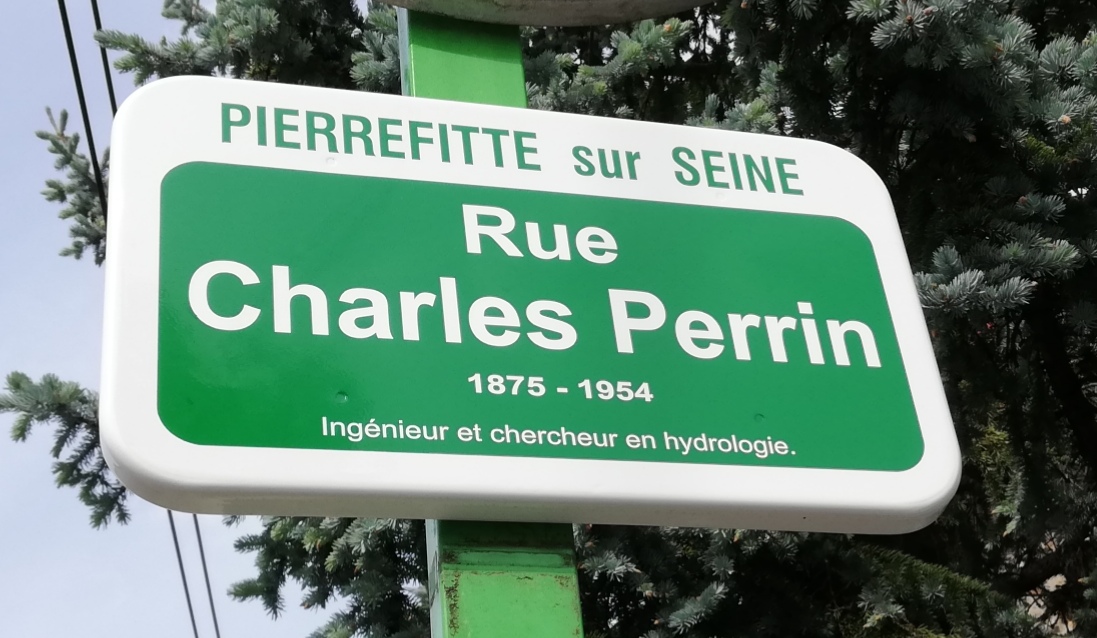 PIERREFITTE sur SEINE
Rue
Charles Perrin
1875 - 1954
Ingénieur et chercheur en hydrologie.